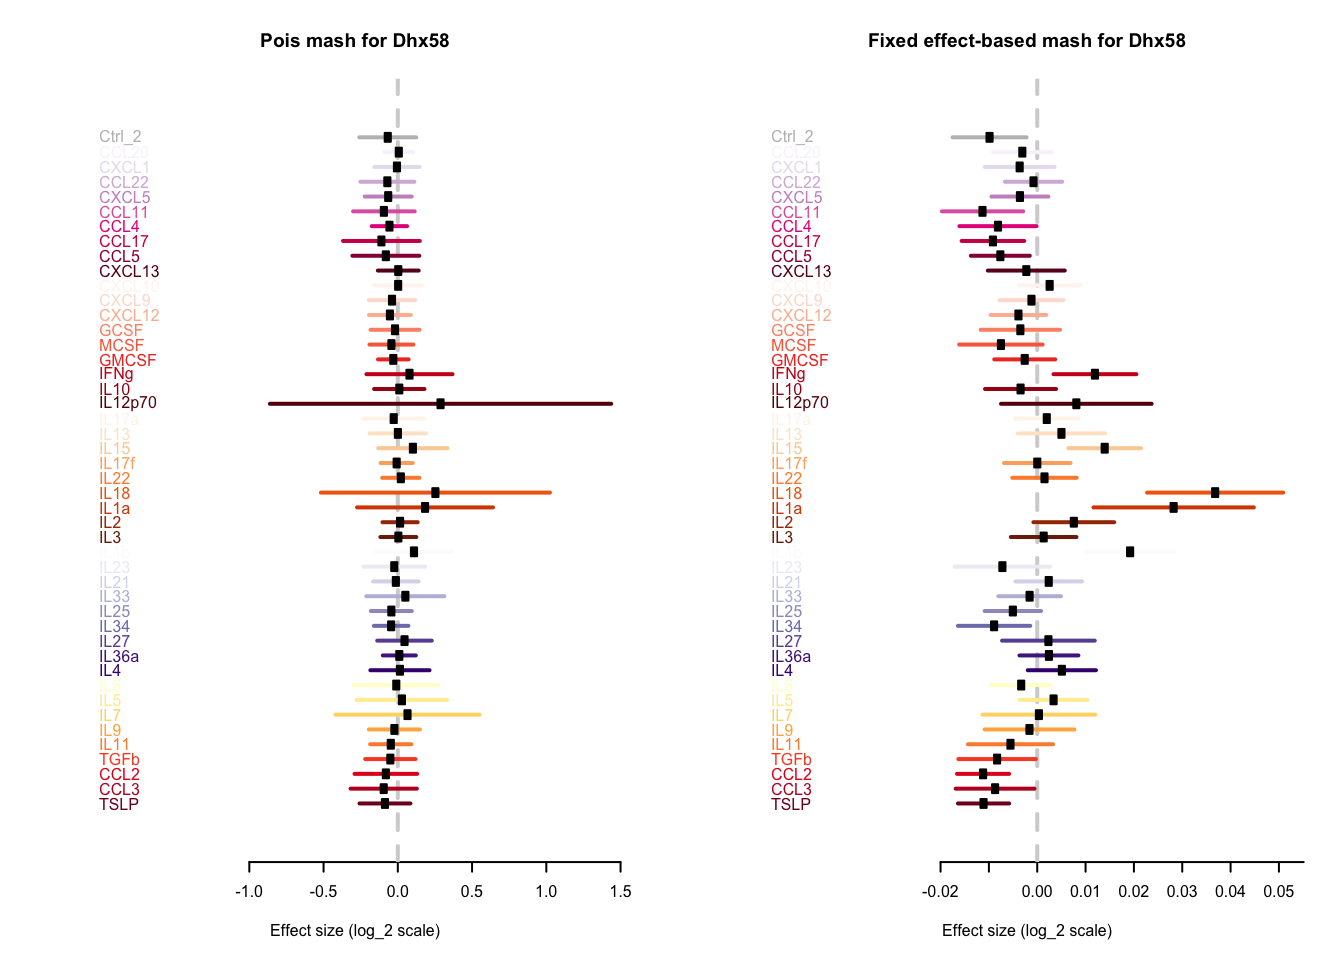 Pois mash for Dhx58
Ctrl_2
CCL20
CXCL1
CCL22
CXCL5
CCL11
CCL4
CCL17
CCL5
CXCL13
CXCL10
CXCL9
CXCL12
GCSF
MCSF
GMCSF
IFNg
IL10
IL12p70
IL17a
IL13
IL15
IL17f
IL22
IL18
IL1a
IL2
IL3
IL23
IL21
IL33
IL25
IL34
IL27
IL36a
IL4
IL5
IL7
IL9
IL11
TGFb
CCL2
CCL3
TSLP
-1.0 -0.5 0.0 0.5 1.0 1.5
Effect size (log_2 scale)
Fixed effect-based mash for Dhx58
Ctrl_2
CCL20
CXCL1
CCL22
CXCL5
CCL11
CCL4
CCL17
CCL5
CXCL13
CXCL10
CXCL9
CXCL12
GCSF
MCSF
GMCSF
IFNg
IL10
IL12p70
IL17a
IL13
IL15
IL17f
IL22
IL18
IL1a
IL2
IL3
IL23
IL21
IL33
IL25
IL34
IL27
IL36a
IL4
IL5
IL7
IL9
IL11
TGFb
CCL2
CCL3
TSLP
-0.02 0.00 0.01 0.02 0.03 0.04 0.05
Effect size (log_2 scale)